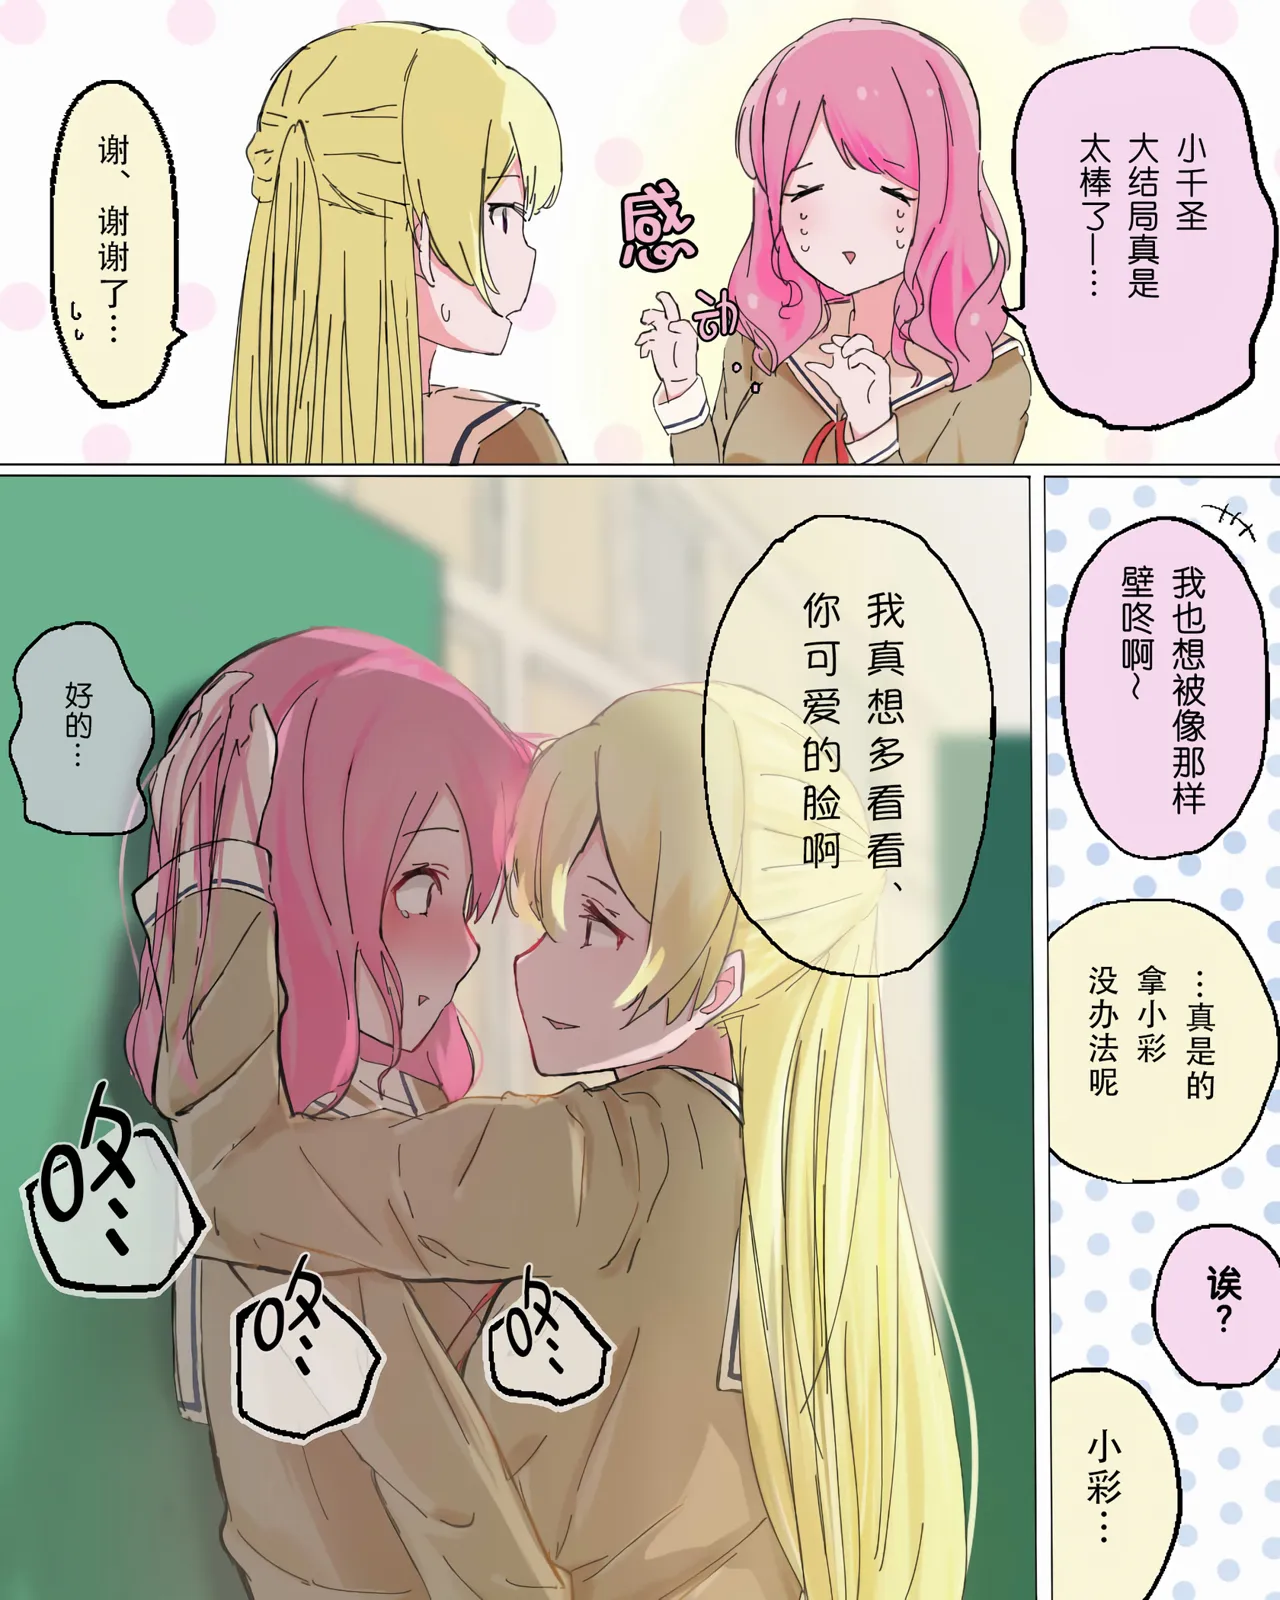 小千圣
大结局真是
太棒了—…
感
动
谢、谢谢了…
我也想被像那样
壁咚啊~
…真是的
拿小彩
没办法呢
诶？
小彩…
我真想多看看、
你可爱的脸啊
好的…
咚
咚
咚